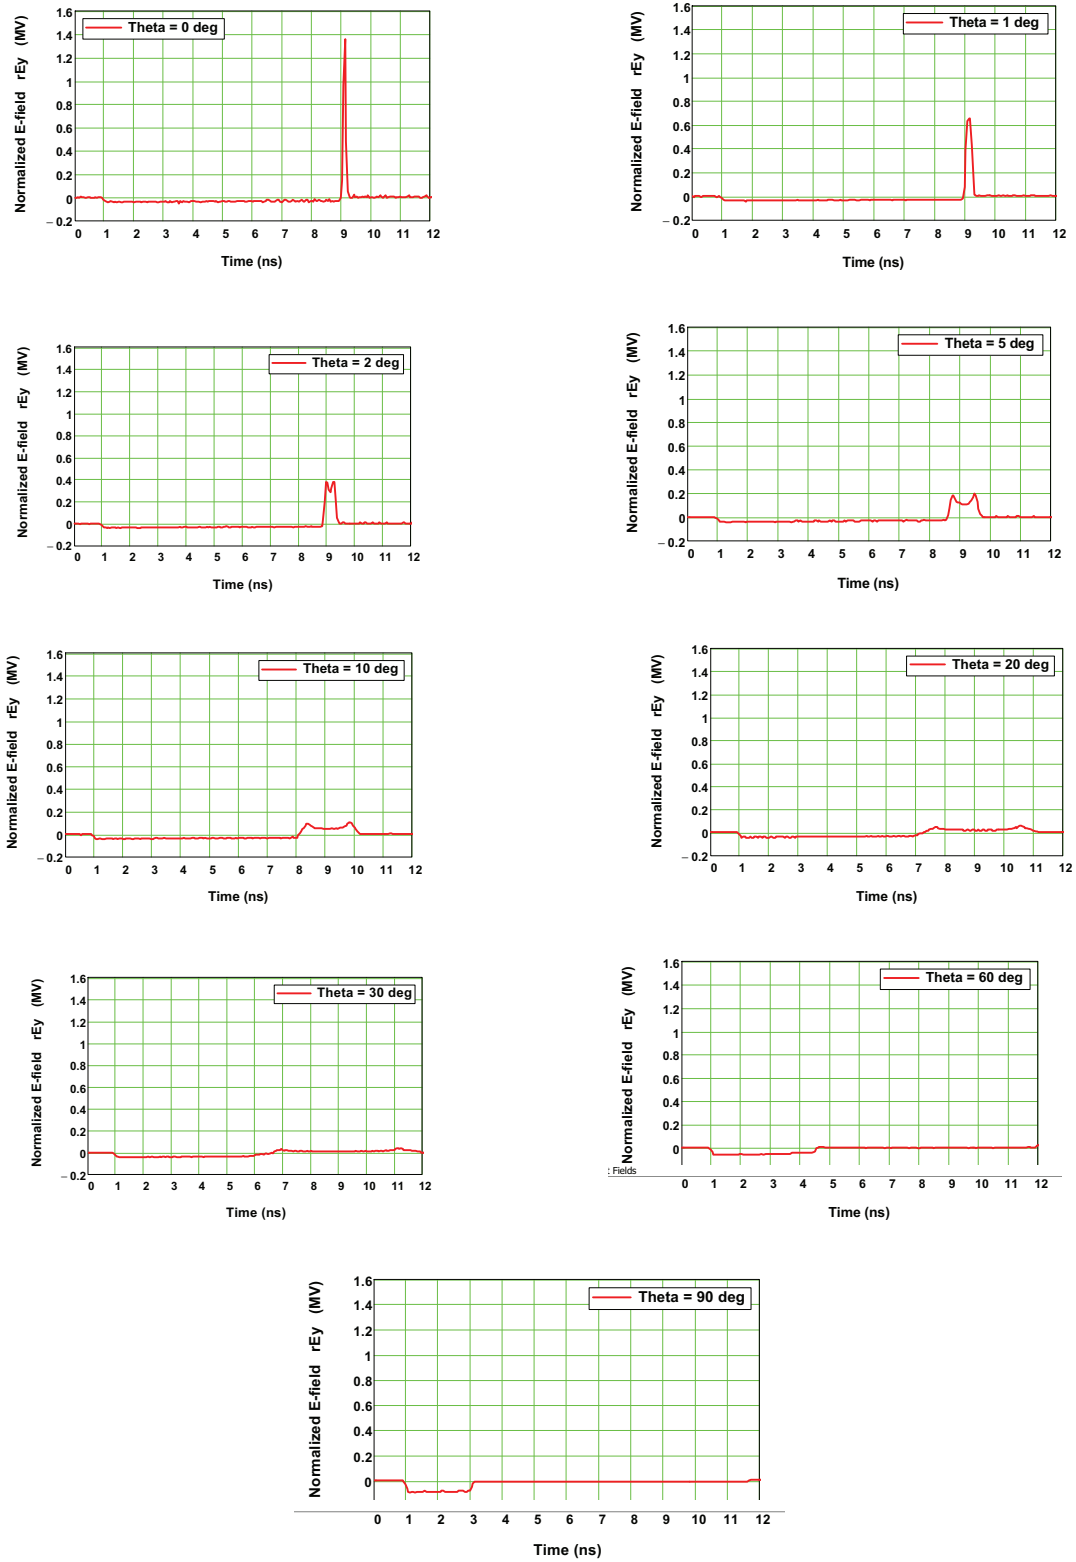 Normalized E-field rEy (MV)
Theta = 0 deg
1.6
1.4
1.2
1
0.8
0.6
0.4
0.2
0
– 0.2
0 1 2 3 4 5 6 7 8 9 10 11 12
Time (ns)
Normalized E-field rEy (MV)
Theta = 1 deg
1.6
1.4
1.2
1
0.8
0.6
0.4
0.2
0
– 0.2
0 1 2 3 4 5 6 7 8 9 10 11 12
Time (ns)
Normalized E-field rEy (MV)
Theta = 2 deg
1.6
1.4
1.2
1
0.8
0.6
0.4
0.2
0
– 0.2
0 1 2 3 4 5 6 7 8 9 10 11 12
Time (ns)
Normalized E-field rEy (MV)
Theta = 5 deg
1.6
1.4
1.2
1
0.8
0.6
0.4
0.2
0
– 0.2
0 1 2 3 4 5 6 7 8 9 10 11 12
Time (ns)
Normalized E-field rEy (MV)
Theta = 10 deg
1.6
1.4
1.2
1
0.8
0.6
0.4
0.2
0
– 0.2
0 1 2 3 4 5 6 7 8 9 10 11 12
Time (ns)
Normalized E-field rEy (MV)
Theta = 20 deg
1.6
1.4
1.2
1
0.8
0.6
0.4
0.2
0
– 0.2
0 1 2 3 4 5 6 7 8 9 10 11 12
Time (ns)
Normalized E-field rEy (MV)
Theta = 30 deg
1.6
1.4
1.2
1
0.8
0.6
0.4
0.2
0
– 0.2
0 1 2 3 4 5 6 7 8 9 10 11 12
Time (ns)
Normalized E-field rEy (MV)
Theta = 60 deg
1.6
1.4
1.2
1
0.8
0.6
0.4
0.2
0
: Fields
0 1 2 3 4 5 6 7 8 9 10 11 12
Time (ns)
Normalized E-field rEy (MV)
Theta = 90 deg
1.6
1.4
1.2
1
0.8
0.6
0.4
0.2
0
0 1 2 3 4 5 6 7 8 9 10 11 12
Time (ns)